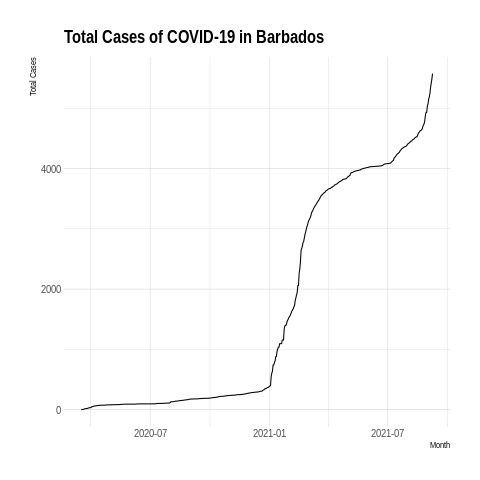 Total Cases of COVID-19 in Barbados
Total Cases
4000
2000
0
2020-07
2021-01
2021-07
Month